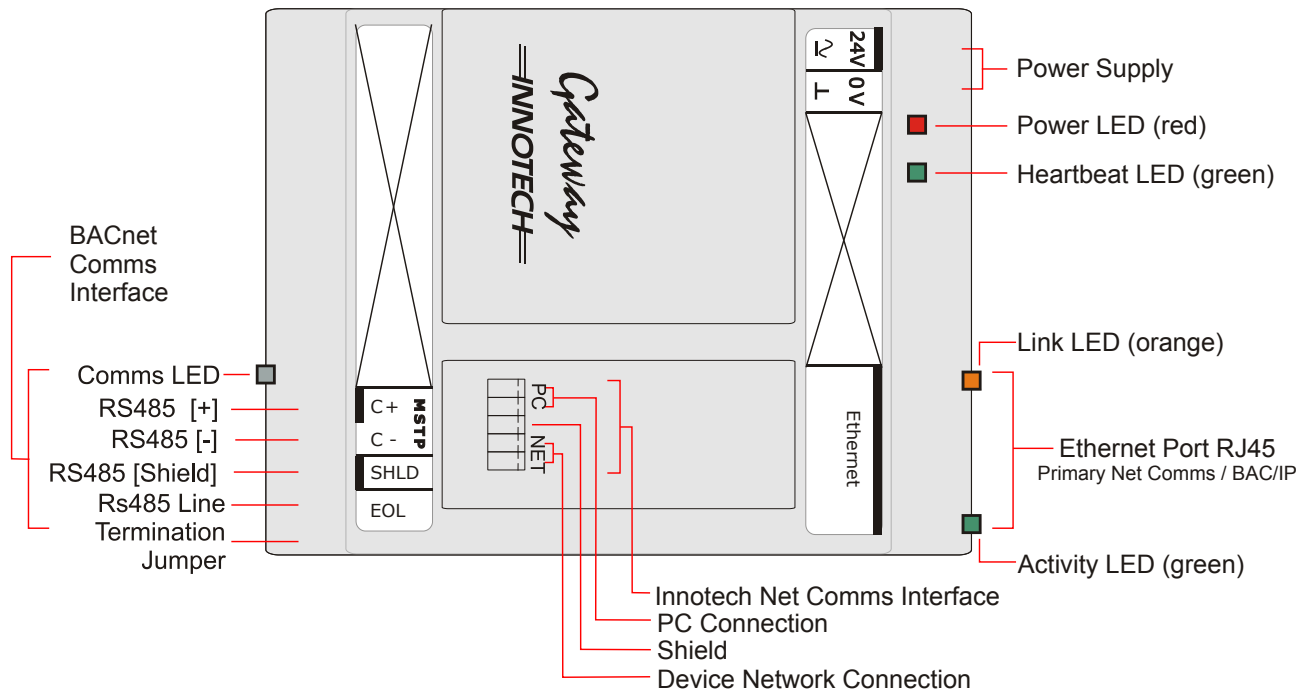 24V
0V
Power Supply
Power LED (red)
Heartbeat LED (green)
Gateway
INNOTECH
BACnet
Comms
Interface
Comms LED
RS485 [+]
RS485 [-]
RS485 [Shield]
Rs485 Line
Termination
Jumper
C+
C -
MSTP
SHLD
EOL
PC
NET
Ethernet
Link LED (orange)
Ethernet Port RJ45
Primary Net Comms / BAC/IP
Activity LED (green)
Innotech Net Comms Interface
PC Connection
Shield
Device Network Connection